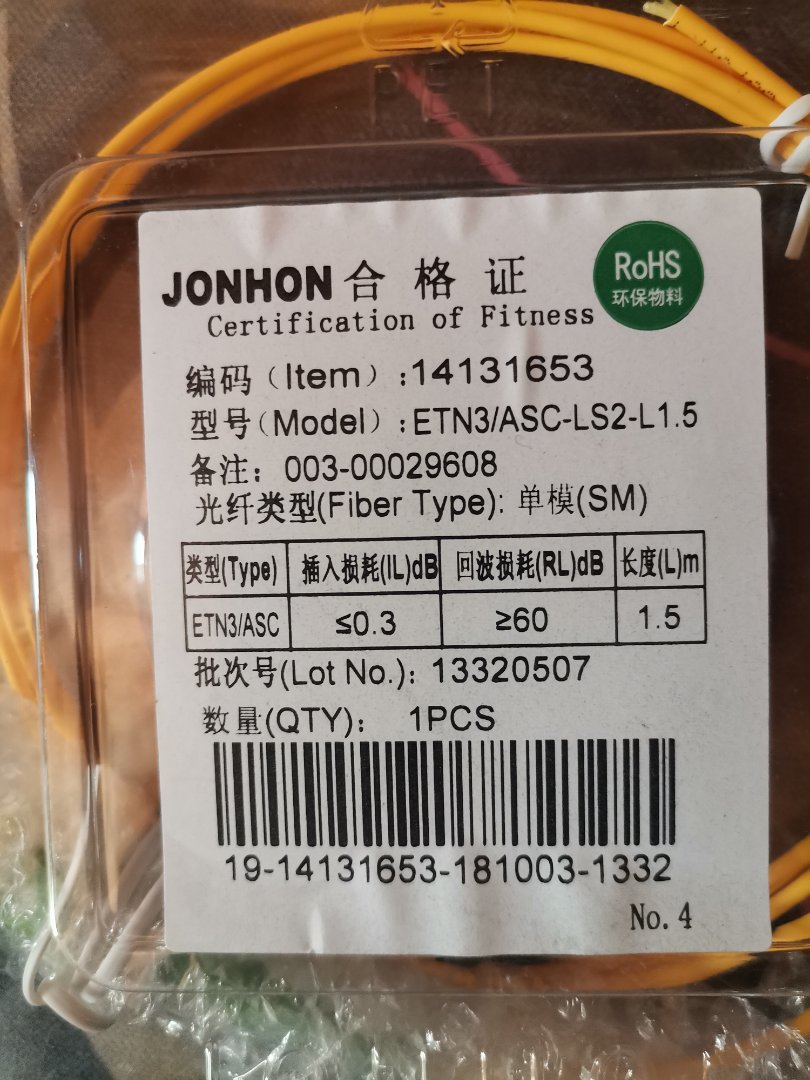 PET
JONHON 合格证
RoHS
环保物料
Certification of Fitness
编码（Item）:14131653
型号（Model）:ETN3/ASC-LS2-L1.5
备注：003-00029608
光纤类型(Fiber Type): 单模(SM)
类型(Type) 插入损耗(IL)dB 回波损耗(RL)dB 长度(L)m
ETN3/ASC ≤0.3 ≥60 1.5
批次号(Lot No.)：13320507
数量(QTY)： 1PCS
19-14131653-181003-1332
No. 4